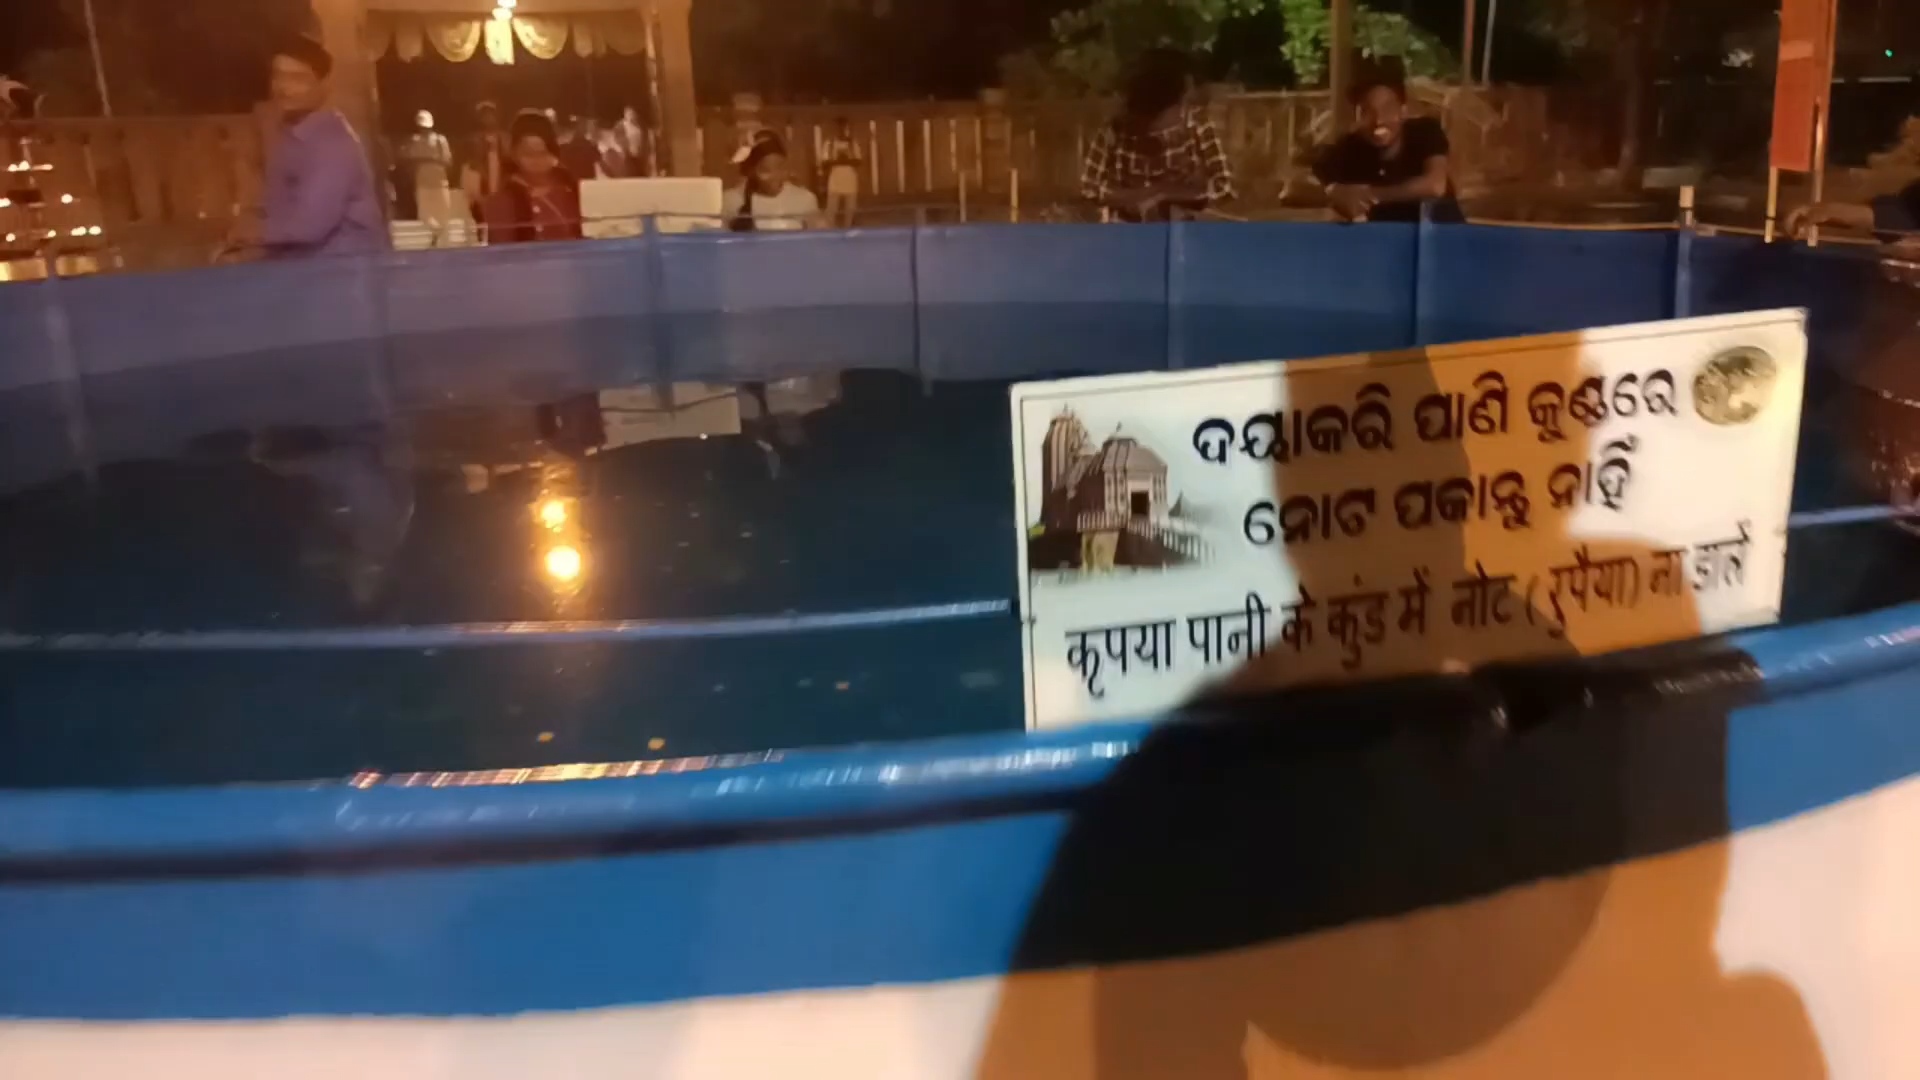 ଦୟାକରି ପାଣି କୁଣ୍ଡରେ
ନୋଟ ପକାନ୍ତୁ ନାହିଁ
कृपया पानी के कुंड में नोट (रुपैया) ना डालें